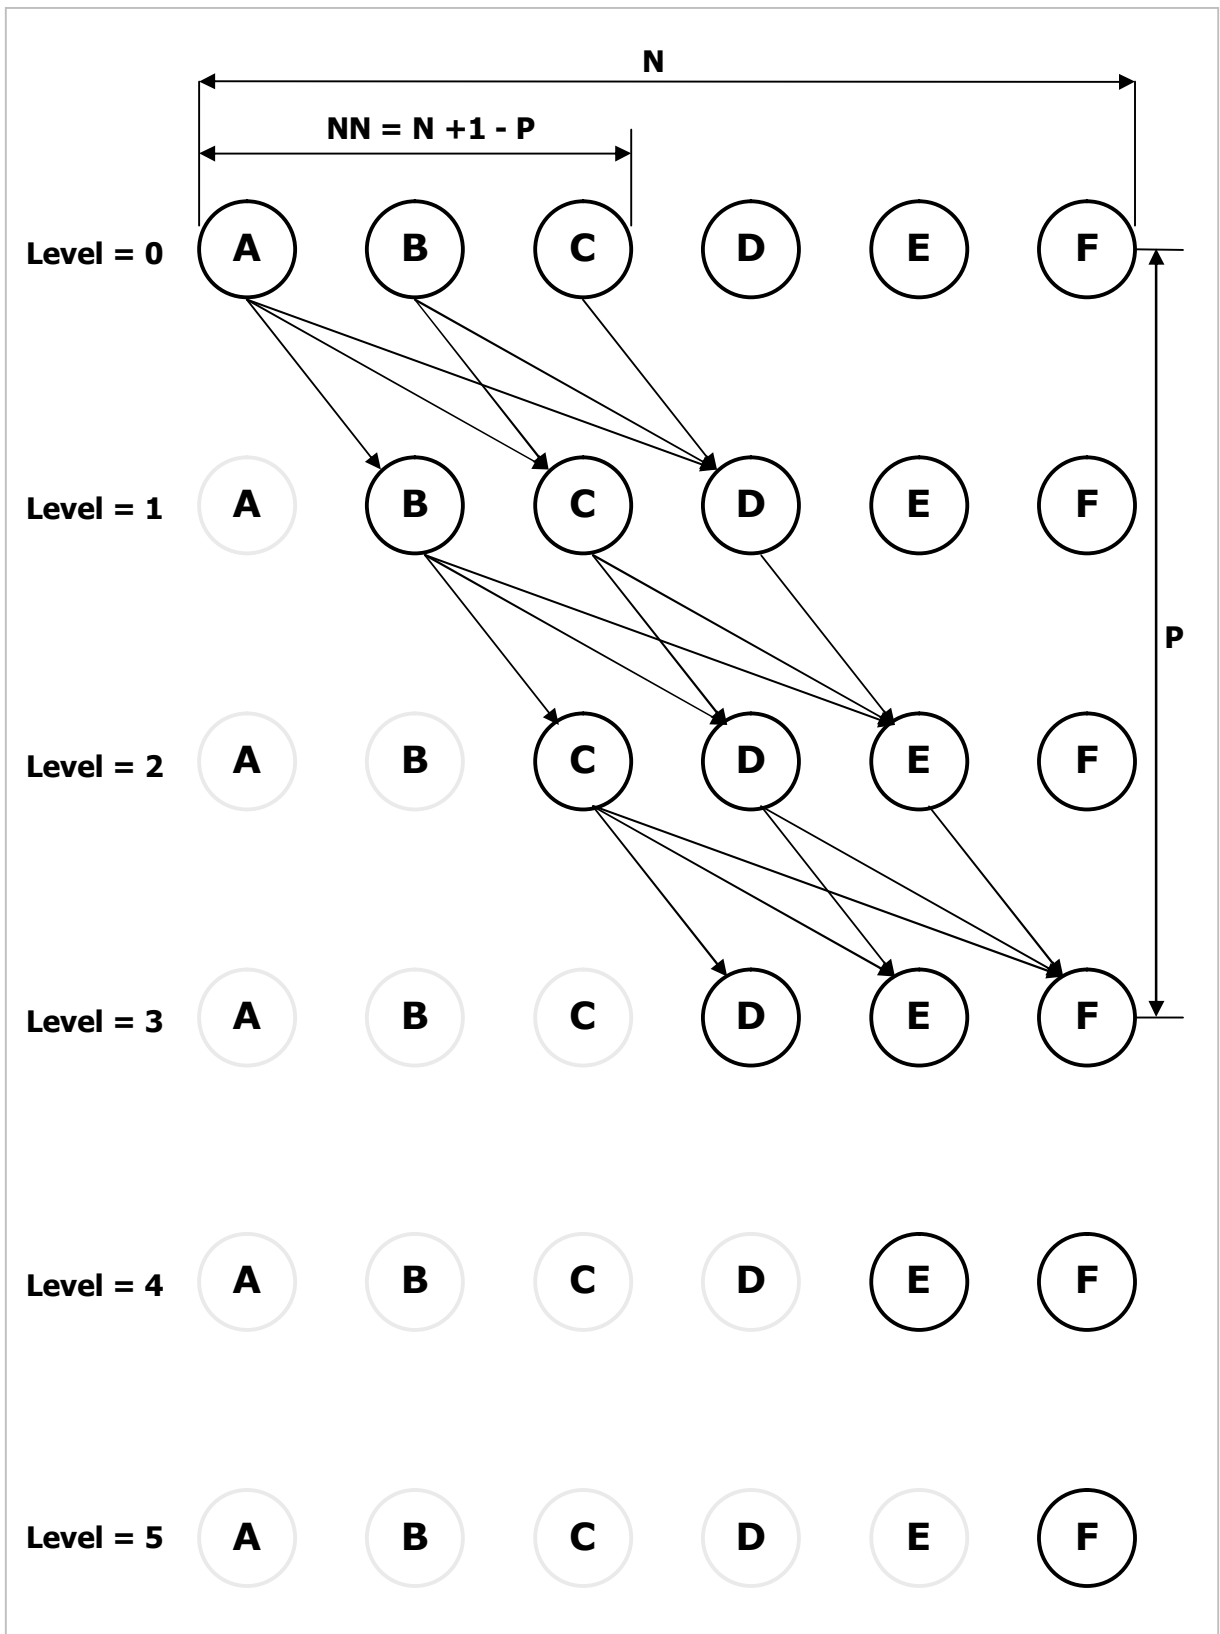 N
NN = N +1 - P
Level = 0 A B C D E F
Level = 1 A B C D E F
P
Level = 2 A B C D E F
Level = 3 A B C D E F
Level = 4 A B C D E F
Level = 5 A B C D E F